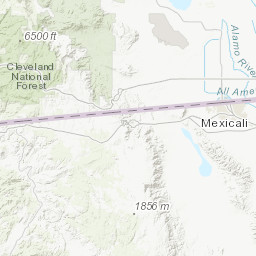 6500 ft
Alamo River
Cleveland
National
Forest
All Ame
Mexicali
1856 m